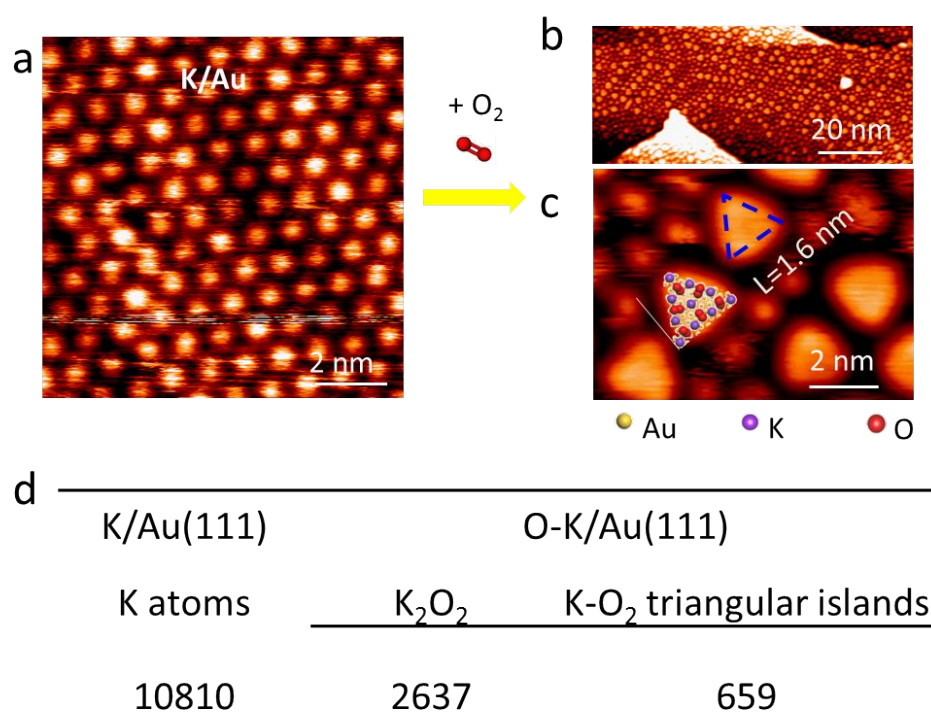 a
K/Au
2 nm
+ O₂
b
20 nm
c
L=1.6 nm
2 nm
Au K O
d
K/Au(111) O-K/Au(111)
K atoms K₂O₂ K-O₂ triangular islands
10810 2637 659